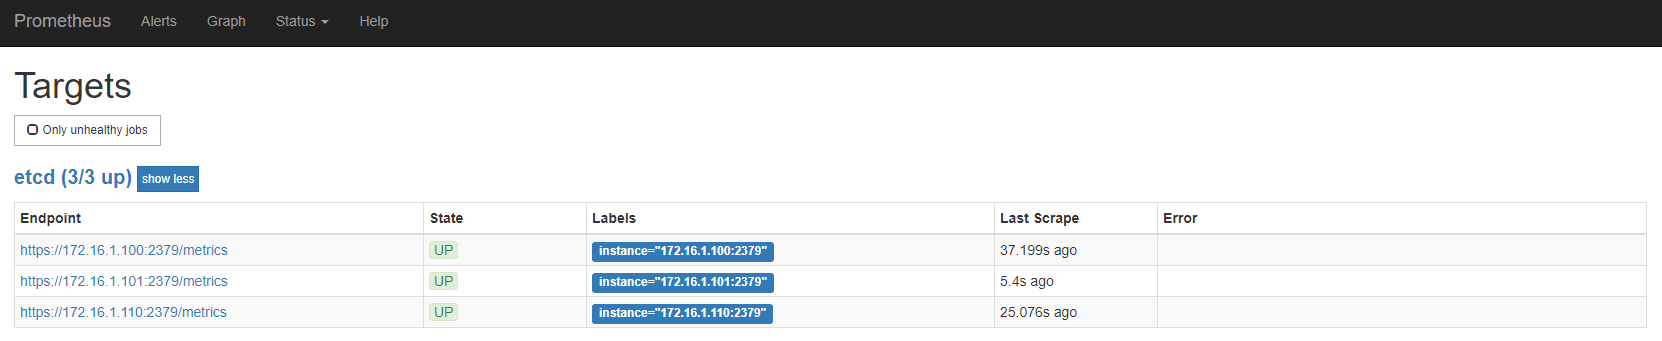 Prometheus Alerts Graph Status Help
Targets
Only unhealthy jobs
etcd (3/3 up) show less
Endpoint State Labels Last Scrape Error
https://172.16.1.100:2379/metrics UP instance="172.16.1.100:2379" 37.199s ago
https://172.16.1.101:2379/metrics UP instance="172.16.1.101:2379" 5.4s ago
https://172.16.1.110:2379/metrics UP instance="172.16.1.110:2379" 25.076s ago